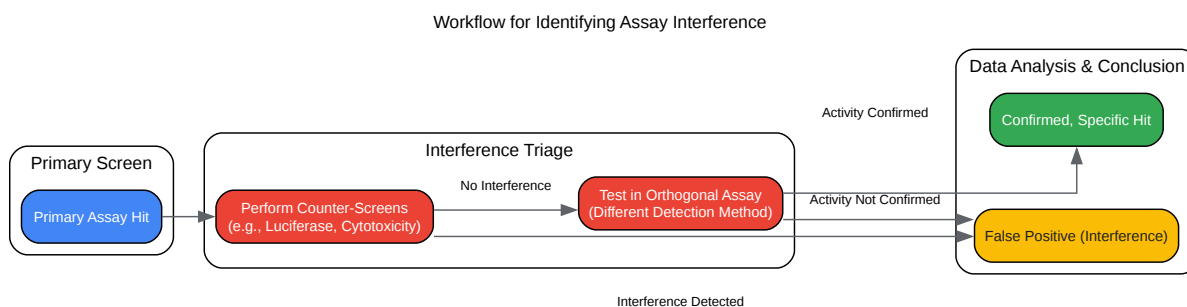 Workflow for Identifying Assay Interference
Primary Screen
Primary Assay Hit
Interference Triage
Perform Counter-Screens
(e.g., Luciferase, Cytotoxicity)
No Interference
Test in Orthogonal Assay
(Different Detection Method)
Activity Confirmed
Activity Not Confirmed
Interference Detected
Data Analysis & Conclusion
Confirmed, Specific Hit
False Positive (Interference)